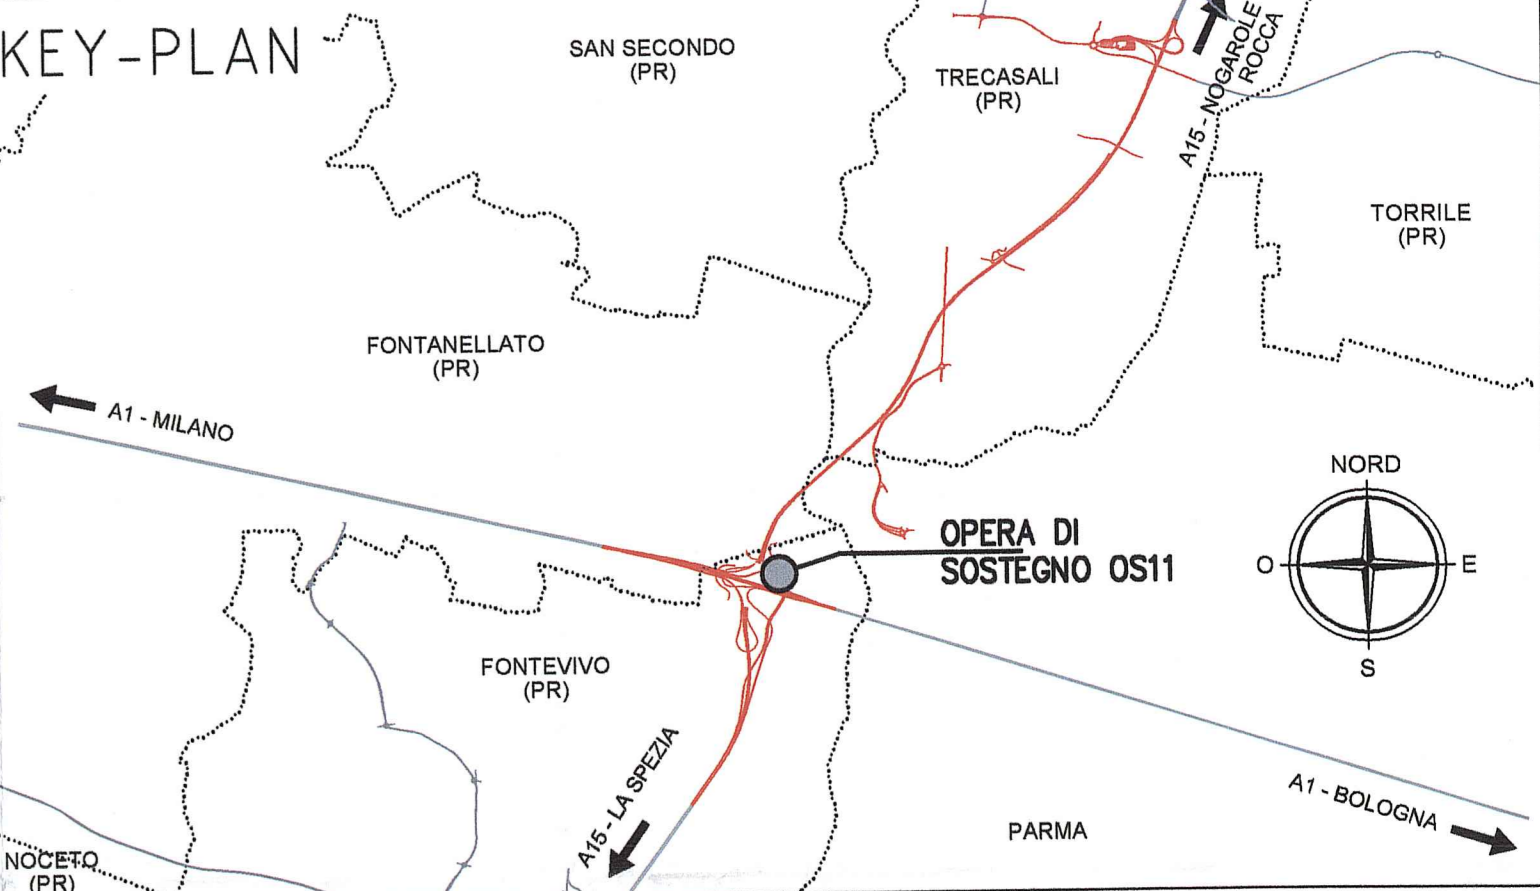 KEY-PLAN
SAN SECONDO
(PR)
TRECASALI
(PR)
A15 - NOGAROLE
ROCCA
TORRILE
(PR)
FONTANELLATO
(PR)
A1 - MILANO
NORD
O
E
S
OPERA DI
SOSTEGNO OS11
FONTEVIVO
(PR)
A15 - LA SPEZIA
A1 - BOLOGNA
PARMA
NOCETO
(PR)